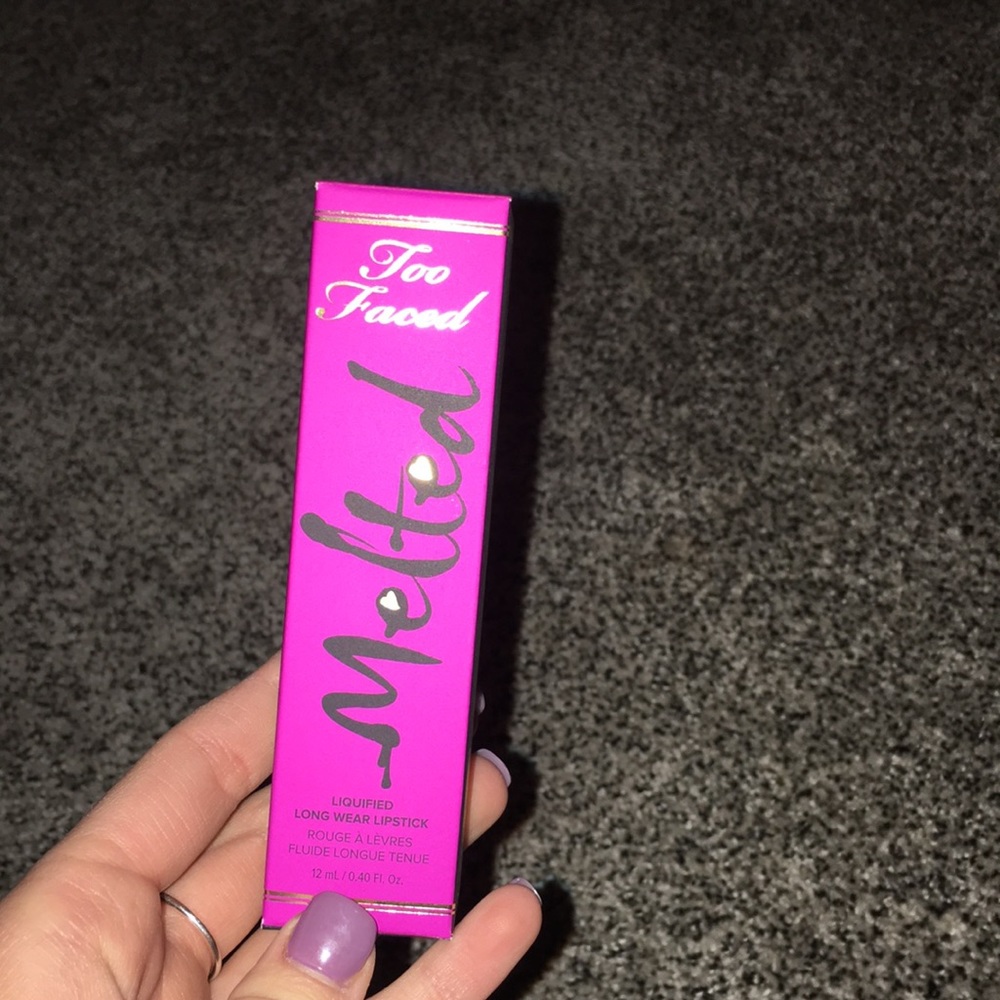 Too
Faced
Melted
LIQUIFIED
LONG WEAR LIPSTICK
ROUGE À LÈVRES
FLUIDE LONGUE TENUE
12 mL / 0.40 Fl. Oz.